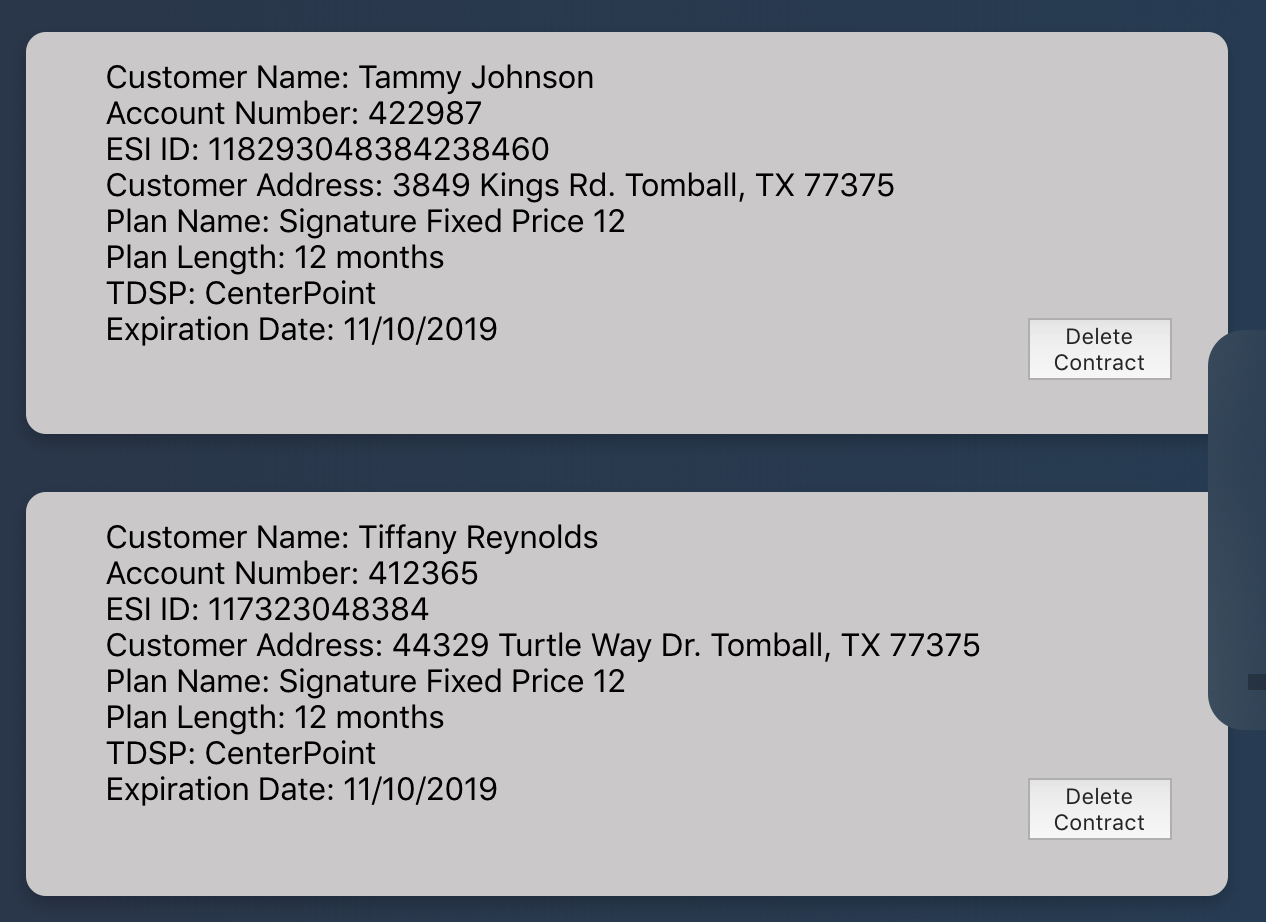 Customer Name: Tammy Johnson
Account Number: 422987
ESI ID: 118293048384238460
Customer Address: 3849 Kings Rd. Tomball, TX 77375
Plan Name: Signature Fixed Price 12
Plan Length: 12 months
TDSP: CenterPoint
Expiration Date: 11/10/2019
Delete
Contract
Customer Name: Tiffany Reynolds
Account Number: 412365
ESI ID: 117323048384
Customer Address: 44329 Turtle Way Dr. Tomball, TX 77375
Plan Name: Signature Fixed Price 12
Plan Length: 12 months
TDSP: CenterPoint
Expiration Date: 11/10/2019
Delete
Contract